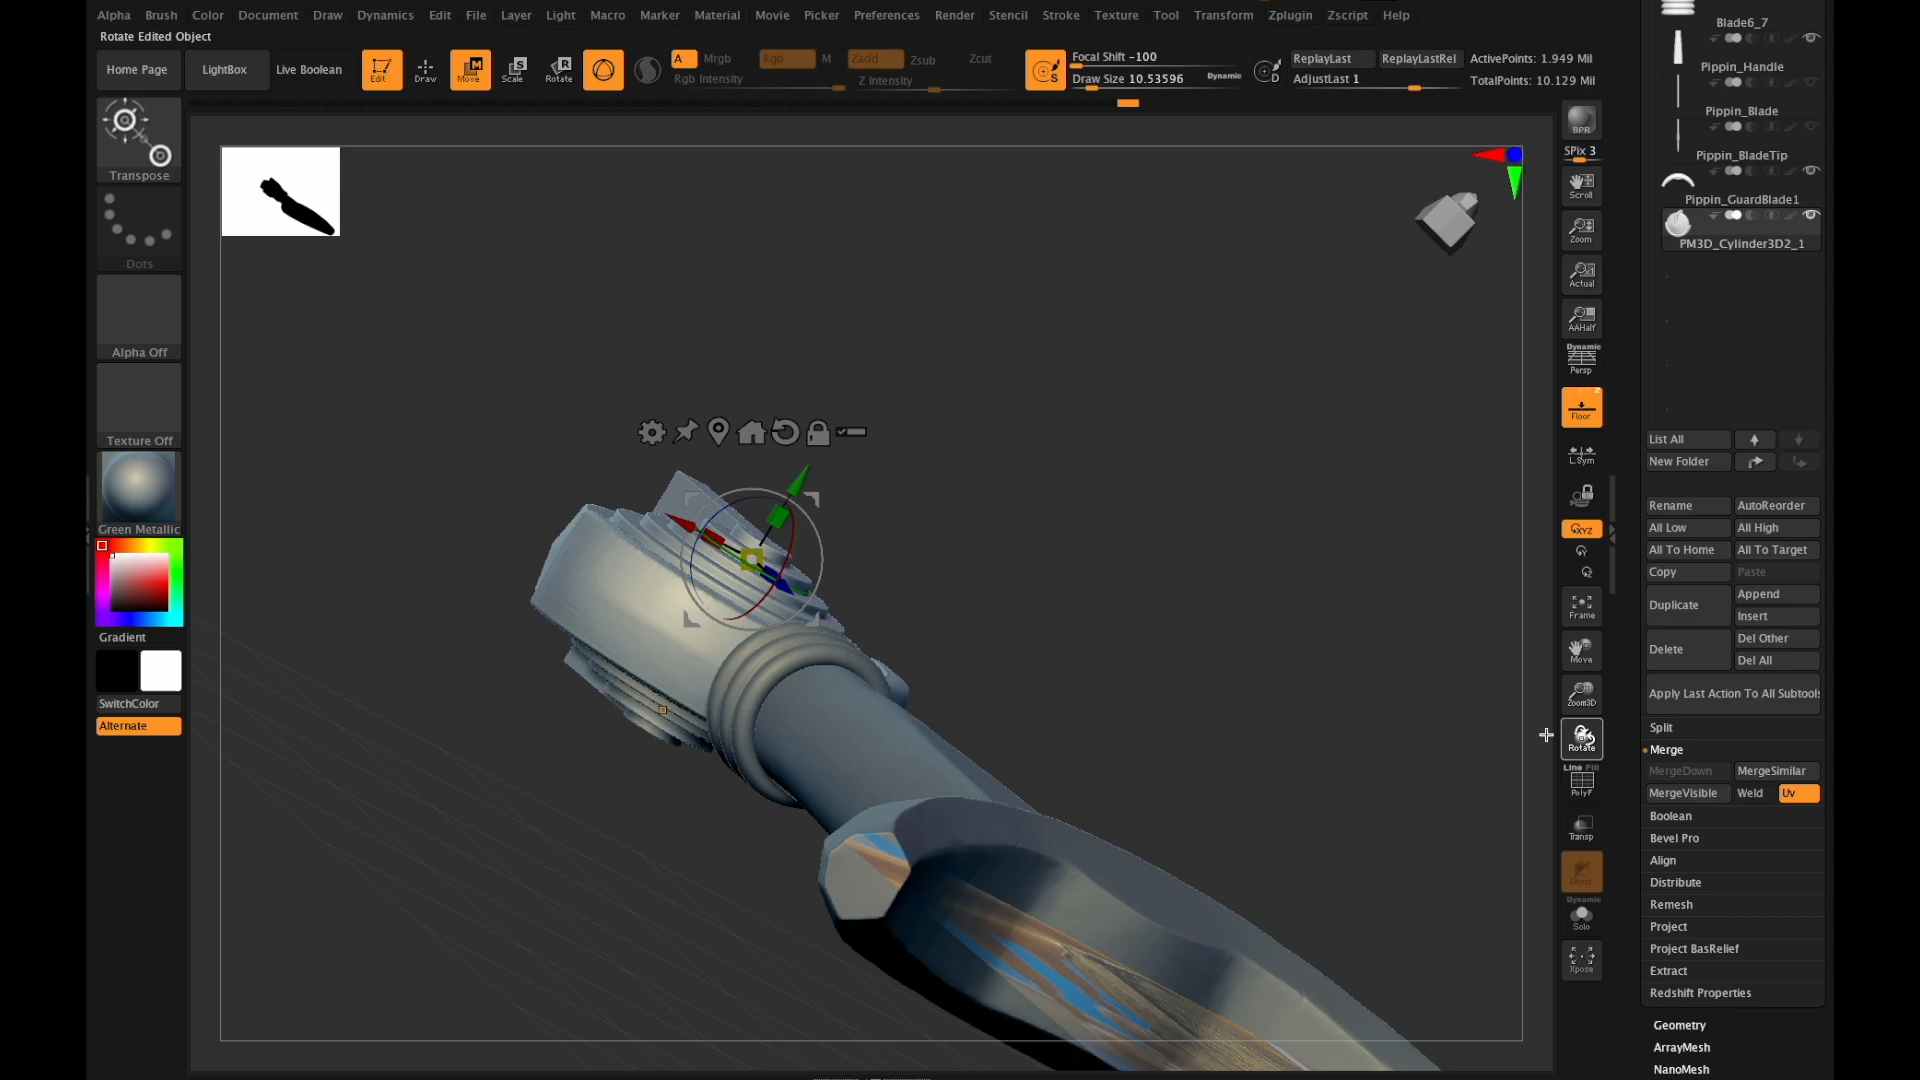 Alpha Brush Color Document Draw Dynamics Edit File Layer Light Macro Marker Material Movie Picker Preferences Render Stencil Stroke Texture Tool Transform Zplugin Zscript Help
Rotate Edited Object
Home Page LightBox Live Boolean Edit Draw Move Scale Rotate
A Mrgb Rgb M Zadd Zsub Zcut
Rgb Intensity Z Intensity
Focal Shift -100
Draw Size 10.53596 Dynamic
ReplayLast ReplayLastRel ActivePoints: 1.949 Mil
AdjustLast 1 TotalPoints: 10.129 Mil
Transpose
Dots
Alpha Off
Texture Off
Green Metallic
Gradient
SwitchColor
Alternate
BPR
SPix 3
Scroll
Zoom
Actual
AAHalf
Dynamic
Persp
Floor
L.Sym
XYZ
Frame
Move
Zoom3D
Rotate
Line Fill
PolyF
Transp
Ghost
Dynamic
Solo
Xpose
Blade6_7
Pippin_Handle
Pippin_Blade
Pippin_BladeTip
Pippin_GuardBlade1
PM3D_Cylinder3D2_1
List All
New Folder
Rename AutoReorder
All Low All High
All To Home All To Target
Copy Paste
Duplicate Append
Insert
Delete Del Other
Del All
Apply Last Action To All Subtools
Split
Merge
MergeDown MergeSimilar
MergeVisible Weld Uv
Boolean
Bevel Pro
Align
Distribute
Remesh
Project
Project BasRelief
Extract
Redshift Properties
Geometry
ArrayMesh
NanoMesh